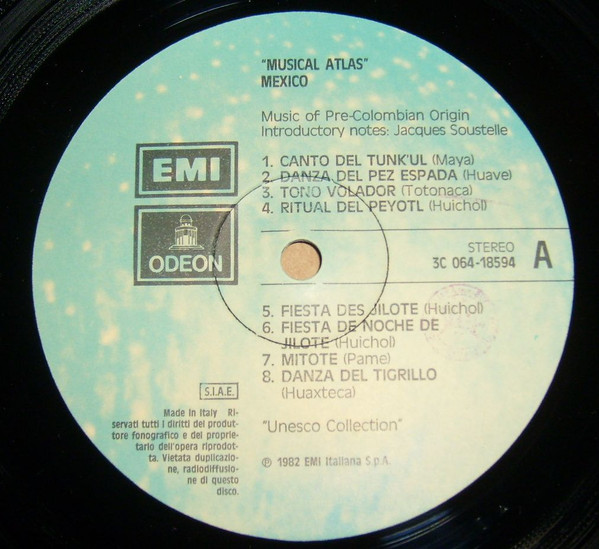 "MUSICAL ATLAS"
MEXICO
Music of Pre-Colombian Origin
Introductory notes: Jacques Soustelle
EMI
ODEON
1. CANTO DEL TUNK'UL (Maya)
2. DANZA DEL PEZ ESPADA (Huave)
3. TONO VOLADOR (Totonaca)
4. RITUAL DEL PEYOTL (Huichol)
STEREO
3C 064-18594
A
5. FIESTA DES JILOTE (Huichol)
6. FIESTA DE NOCHE DE
JILOTE (Huichol)
7. MITOTE (Pame)
8. DANZA DEL TIGRILLO
(Huaxteca)
"Unesco Collection"
℗ 1982 EMI Italiana S.p.A.
S.I.A.E.
Made in Italy Ri-
servati tutti i diritti del produt-
tore fonografico e del proprie-
tario dell'opera riprodot-
ta. Vietata duplicazio-
ne, radiodiffusio-
ne di questo
disco.